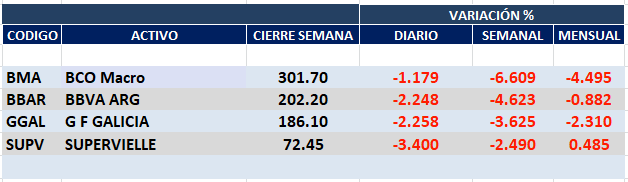 VARIACIÓN %
CODIGO ACTIVO CIERRE SEMANA DIARIO SEMANAL MENSUAL
BMA BCO Macro 301.70 -1.179 -6.609 -4.495
BBAR BBVA ARG 202.20 -2.248 -4.623 -0.882
GGAL G F GALICIA 186.10 -2.258 -3.625 -2.310
SUPV SUPERVIELLE 72.45 -3.400 -2.490 0.485